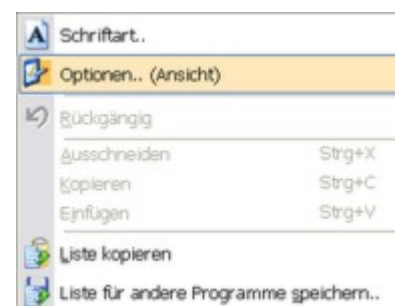 Schriftart..
Optionen.. (Ansicht)
Rückgängig
Ausschneiden Strg+X
Kopieren Strg+C
Einfügen Strg+V
Liste kopieren
Liste für andere Programme speichern..